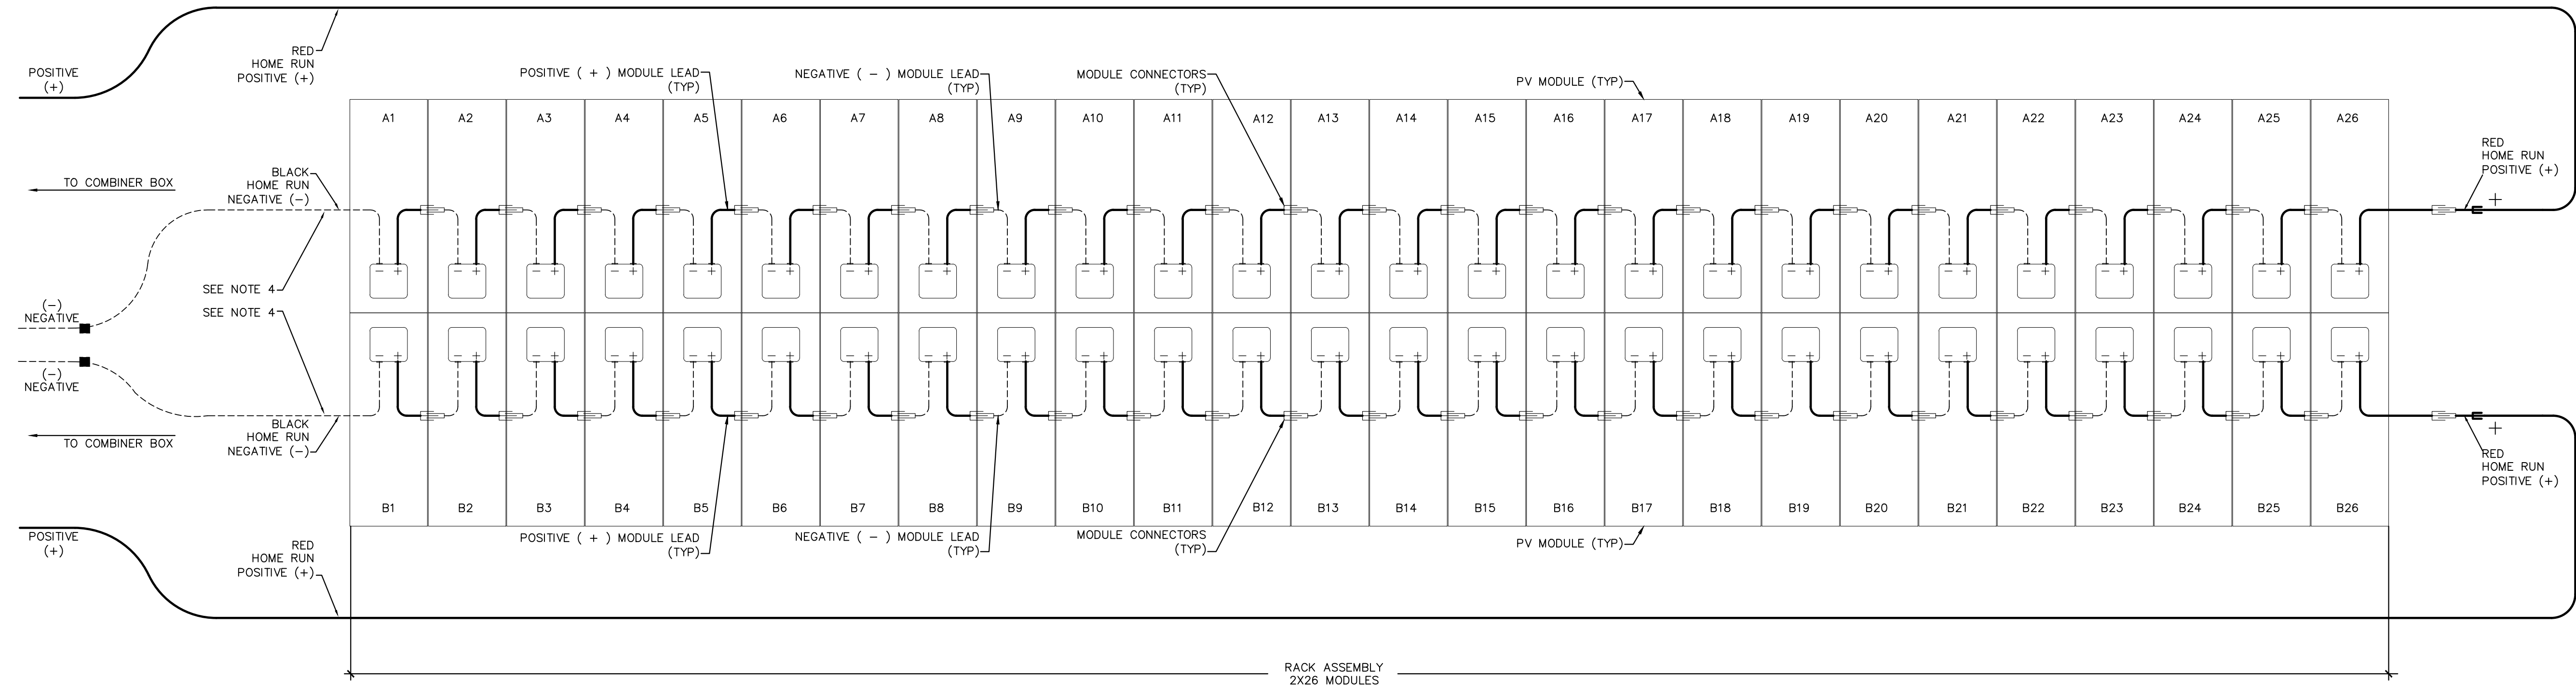 RED
HOME RUN
POSITIVE (+)
POSITIVE
(+)
POSITIVE ( + ) MODULE LEAD
(TYP)
NEGATIVE ( - ) MODULE LEAD
(TYP)
MODULE CONNECTORS
(TYP)
PV MODULE (TYP)
A1 A2 A3 A4 A5 A6 A7 A8 A9 A10 A11 A12 A13 A14 A15 A16 A17 A18 A19 A20 A21 A22 A23 A24 A25 A26
RED
HOME RUN
POSITIVE (+)
+
TO COMBINER BOX
BLACK
HOME RUN
NEGATIVE (-)
- + - + - + - + - + - + - + - + - + - + - + - + - + - + - + - + - + - + - + - + - + - + - + - + - + - +
SEE NOTE 4
(-)
NEGATIVE
SEE NOTE 4
- + - + - + - + - + - + - + - + - + - + - + - + - + - + - + - + - + - + - + - + - + - + - + - + - + - +
(-)
NEGATIVE
BLACK
HOME RUN
NEGATIVE (-)
TO COMBINER BOX
+
RED
HOME RUN
POSITIVE (+)
B1 B2 B3 B4 B5 B6 B7 B8 B9 B10 B11 B12 B13 B14 B15 B16 B17 B18 B19 B20 B21 B22 B23 B24 B25 B26
POSITIVE
(+)
RED
HOME RUN
POSITIVE (+)
POSITIVE ( + ) MODULE LEAD
(TYP)
NEGATIVE ( - ) MODULE LEAD
(TYP)
MODULE CONNECTORS
(TYP)
PV MODULE (TYP)
RACK ASSEMBLY
2X26 MODULES